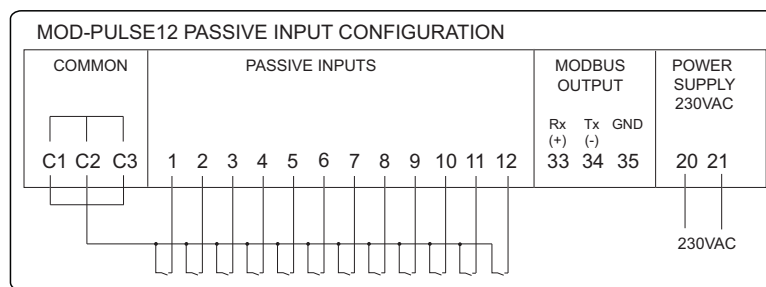 MOD-PULSE12 PASSIVE INPUT CONFIGURATION
COMMON
C1 C2 C3
PASSIVE INPUTS
1 2 3 4 5 6 7 8 9 10 11 12
MODBUS
OUTPUT
Rx Tx GND
(+) (-)
33 34 35
POWER
SUPPLY
230VAC
20 21
230VAC